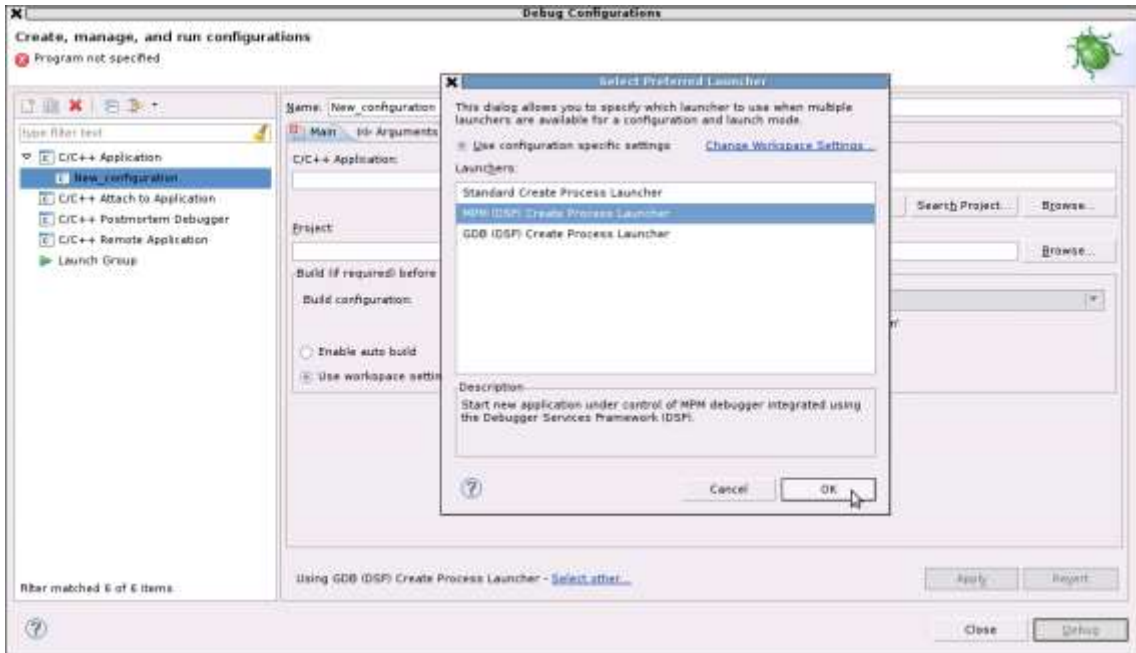 Debug Configurations
Create, manage, and run configurations
Program not specified
type filter text
C/C++ Application
New_configuration
C/C++ Attach to Application
C/C++ Postmortem Debugger
C/C++ Remote Application
Launch Group
Filter matched 6 of 6 items
Name: New_configuration
Main
Arguments
C/C++ Application:
Search Project...
Browse...
Project:
Browse...
Build (if required) before
Build configuration:
Enable auto build
Use workspace settin
Using GDB (DSF) Create Process Launcher - Select other...
Apply
Revert
Close
Debug
Select Preferred Launcher
This dialog allows you to specify which launcher to use when multiple
launchers are available for a configuration and launch mode.
Use configuration specific settings
Change Workspace Settings...
Launchers:
Standard Create Process Launcher
MPM (DSF) Create Process Launcher
GDB (DSF) Create Process Launcher
Description
Start new application under control of MPM debugger integrated using
the Debugger Services Framework (DSF).
Cancel
OK